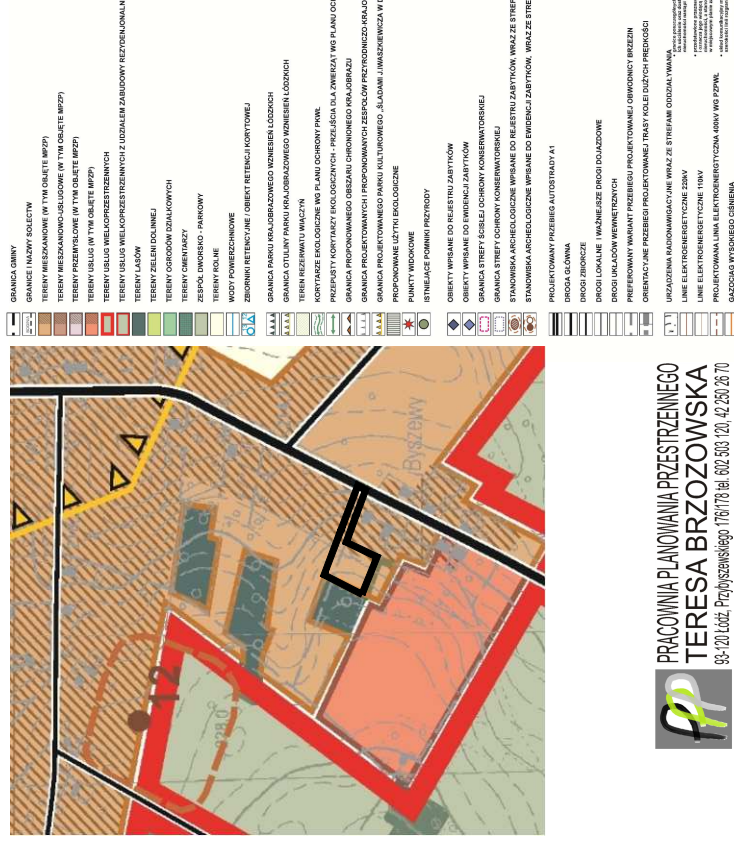 GRANICA GMINY
GRANICE I NAZWY SOŁECTW
TERENY MIESZKANIOWE (W TYM OBJĘTE MPZP)
TERENY MIESZKANIOWO-USŁUGOWE (W TYM OBJĘTE MPZP)
TERENY PRZEMYSŁOWE (W TYM OBJĘTE MPZP)
TERENY USŁUG (W TYM OBJĘTE MPZP)
TERENY USŁUG WIELKOPRZESTRZENNYCH
TERENY USŁUG WIELKOPRZESTRZENNYCH Z UDZIAŁEM ZABUDOWY REZYDENJONALN
TERENY LASÓW
TERENY ZIELENI DOLINNEJ
TERENY OGRODÓW DZIAŁKOWYCH
TERENY CMENTARZY
ZESPÓŁ DWORSKO - PARKOWY
TERENY ROLNE
WODY POWIERZCHNIOWE
ZBIORNIKI RETENCYJNE / OBIEKT RETENCJI KORYTOWEJ
GRANICA PARKU KRAJOBRAZOWEGO WZNIESIEŃ ŁÓDZKICH
GRANICA OTULINY PARKU KRAJOBRAZOWEGO WZNIESIEŃ ŁÓDZKICH
TEREN REZERWATU WIĄCZYŃ
KORYTARZE EKOLOGICZNE WG PLANU OCHRONY PKWŁ
PRZEPUSTY KORYTARZY EKOLOGICZNYCH - PRZEJŚCIA DLA ZWIERZĄT WG PLANU OCH
GRANICA PROPONOWANEGO OBSZARU CHRONIONEGO KRAJOBRAZU
GRANICA PROJEKTOWANYCH I PROPONOWANYCH ZESPOŁÓW PRZYRODNICZO-KRAJO
GRANICA PROJEKTOWANEGO PARKU KULTUROWEGO „ŚLADAMI J.IWASZKIEWICZA W D
PROPONOWANE UŻYTKI EKOLOGICZNE
PUNKTY WIDOKOWE
ISTNIEJĄCE POMNIKI PRZYRODY
OBIEKTY WPISANE DO REJESTRU ZABYTKÓW
OBIEKTY WPISANE DO EWIDENCJI ZABYTKÓW
GRANICA STREFY ŚCISŁEJ OCHRONY KONSERWATORSKIEJ
GRANICA STREFY OCHRONY KONSERWATORSKIEJ
STANOWISKA ARCHEOLOGICZNE WPISANE DO REJESTRU ZABYTKÓW, WRAZ ZE STREF
STANOWISKA ARCHEOLOGICZNE WPISANE DO EWIDENCJI ZABYTKÓW, WRAZ ZE STRE
PROJEKTOWANY PRZEBIEG AUTOSTRADY A1
DROGA GŁÓWNA
DROGI ZBIORCZE
DROGI LOKALNE I WAŻNIEJSZE DROGI DOJAZDOWE
DROGI UKŁADÓW WEWNĘTRZNYCH
PREFEROWANY WARIANT PRZEBIEGU PROJEKTOWANEJ OBWODNICY BRZEZIN
ORIENTACYJNE PRZEBIEGI PROJEKTOWANEJ TRASY KOLEI DUŻYCH PRĘDKOŚCI
URZĄDZENIA RADIONAWIGACYJNE WRAZ ZE STREFAMI ODDZIAŁYWANIA
LINIE ELEKTROENERGETYCZNE 220kV
LINIE ELEKTROENERGETYCZNE 110kV
PROJEKTOWANA LINIA ELEKTROENERGETYCZNA 400kV WG PZPWŁ
GAZOCIĄG WYSOKIEGO CIŚNIENIA
Byszewy
12
PRACOWNIA PLANOWANIA PRZESTRZENNEGO
TERESA BRZOZOWSKA
93-120 Łódź, Przybyszewskiego 176/178 tel. 602 503 120, 42 250 26 70